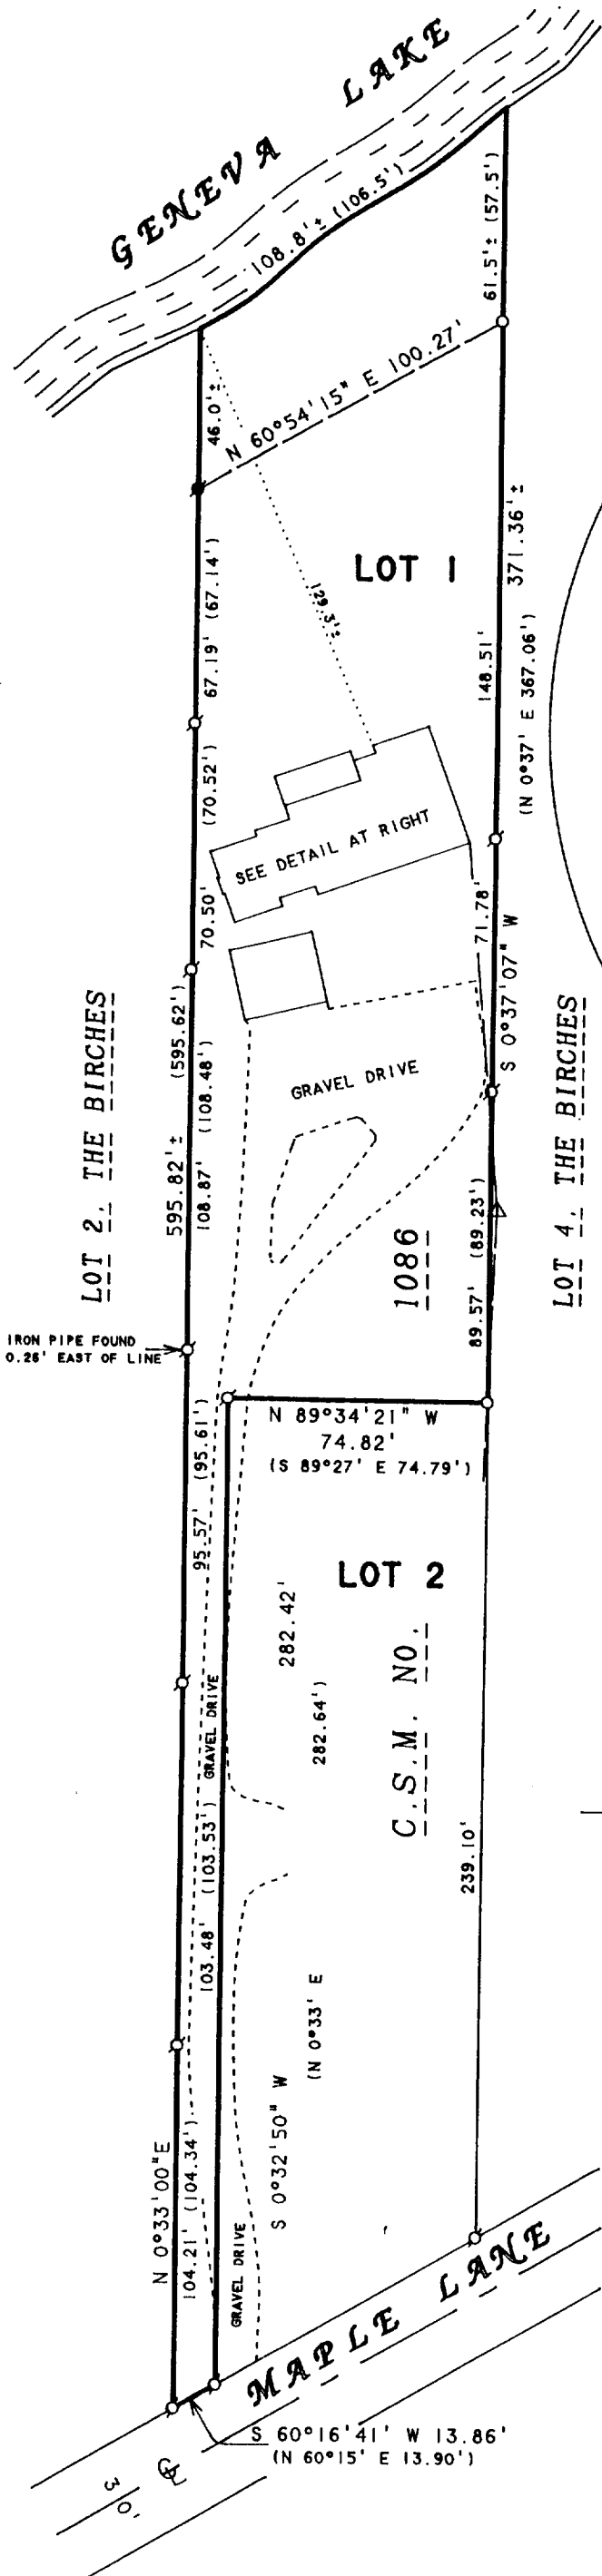 GENEVA LAKE
108.8'± (106.5')
61.5'± (57.5')
46.0'±
N 60°54'15" E 100.27'
LOT 1
371.36'±
(N 0°37' E 367.06')
129.3'±
67.19' (67.14')
148.51'
(70.52')
70.50'
SEE DETAIL AT RIGHT
71.78'
S 0°37'07" W
LOT 2, THE BIRCHES
595.82'± (595.62')
108.87' (108.48')
GRAVEL DRIVE
LOT 4, THE BIRCHES
1086
89.57' (89.23')
IRON PIPE FOUND
0.26' EAST OF LINE
N 89°34'21" W
74.82'
(S 89°27' E 74.79')
95.57' (95.61')
LOT 2
282.42'
282.64')
C.S.M. NO.
GRAVEL DRIVE
103.48' (103.53')
239.10'
S 0°32'50" W
(N 0°33' E
N 0°33'00"E
104.21' (104.34')
GRAVEL DRIVE
MAPLE LANE
S 60°16'41' W 13.86'
(N 60°15' E 13.90')
30'